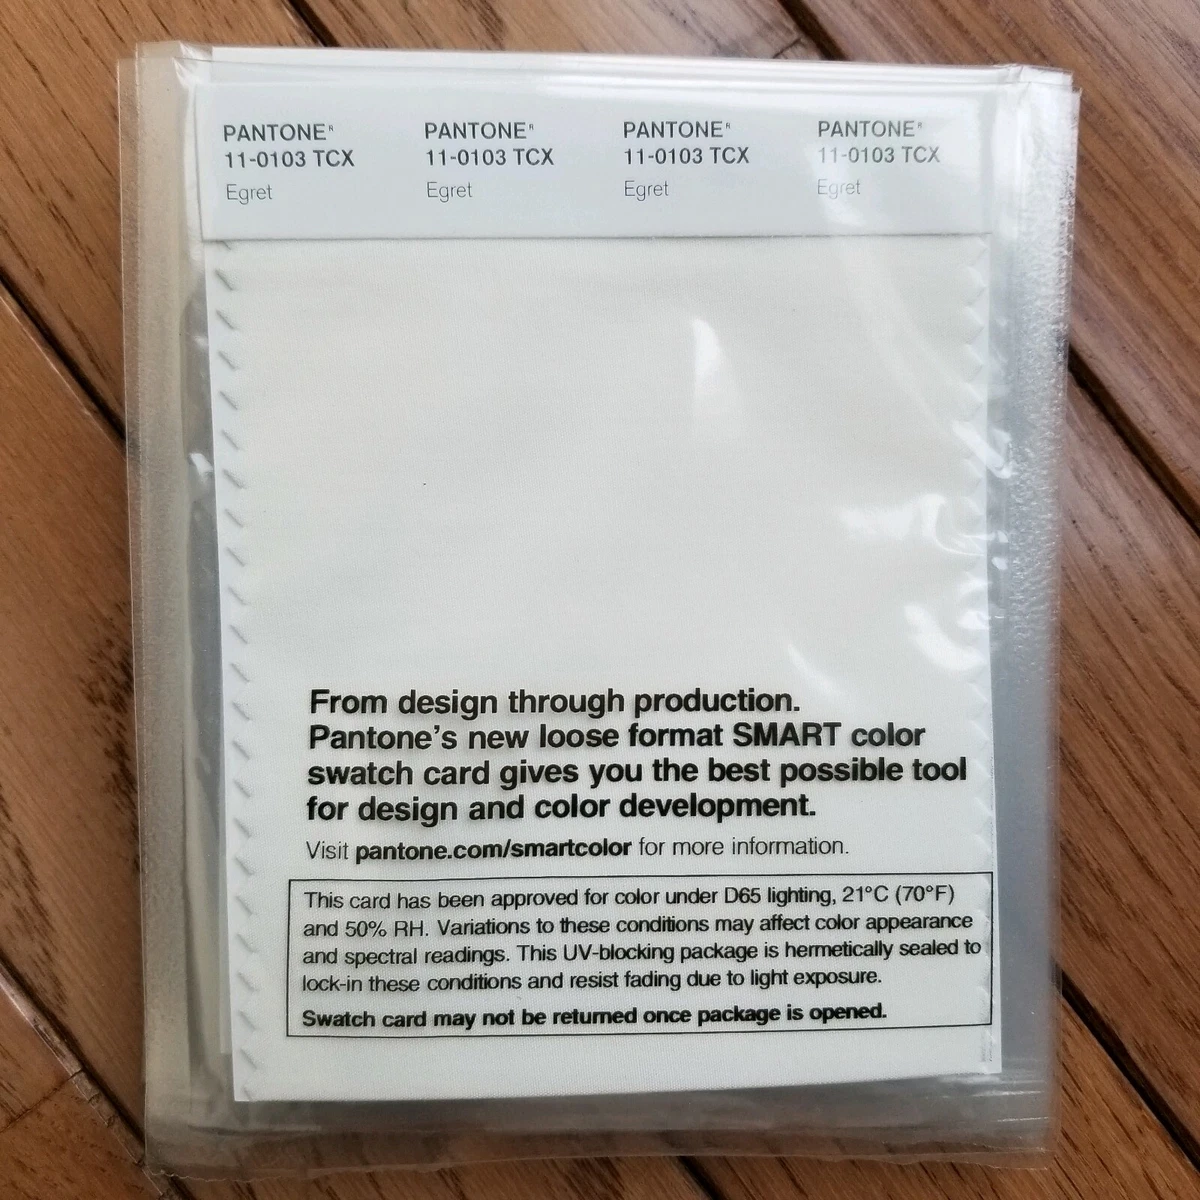 PANTONE® PANTONE® PANTONE® PANTONE®
11-0103 TCX 11-0103 TCX 11-0103 TCX 11-0103 TCX
Egret Egret Egret Egret
From design through production.
Pantone's new loose format SMART color
swatch card gives you the best possible tool
for design and color development.
Visit pantone.com/smartcolor for more information.
This card has been approved for color under D65 lighting, 21°C (70°F)
and 50% RH. Variations to these conditions may affect color appearance
and spectral readings. This UV-blocking package is hermetically sealed to
lock-in these conditions and resist fading due to light exposure.
Swatch card may not be returned once package is opened.